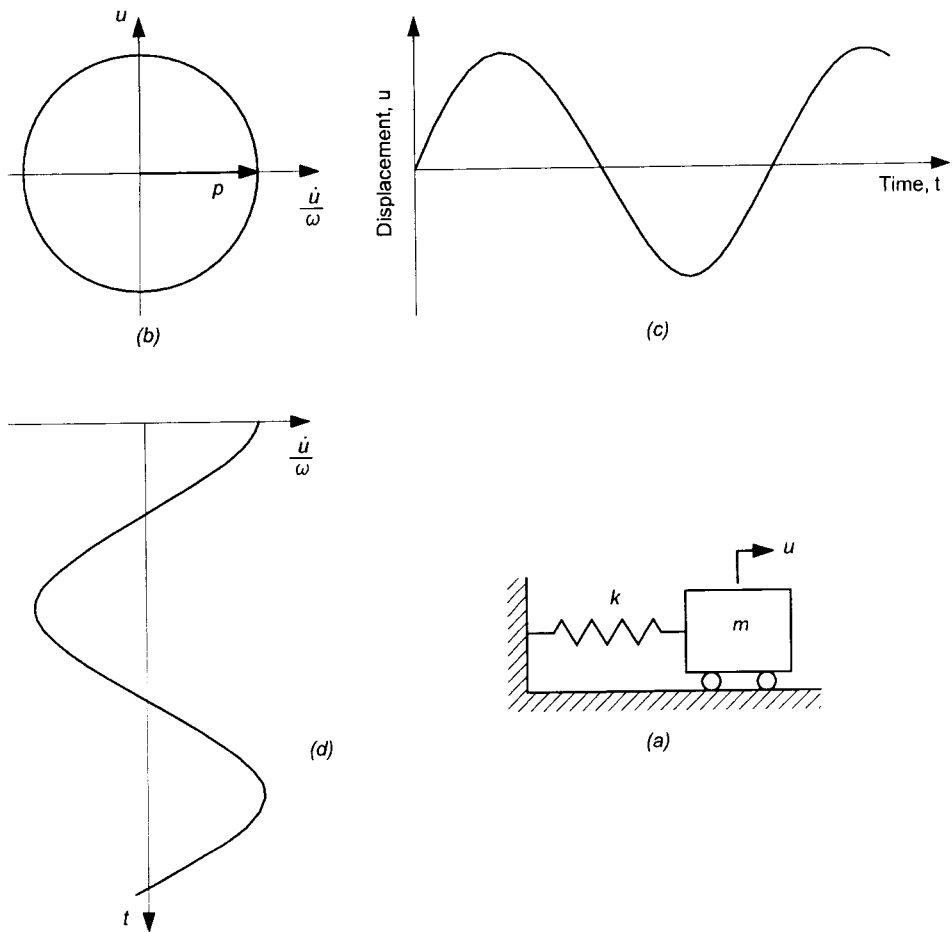 u
p
u̇
ω
(b)
Displacement, u
Time, t
(c)
u̇
ω
(d)
t
u
k
m
(a)